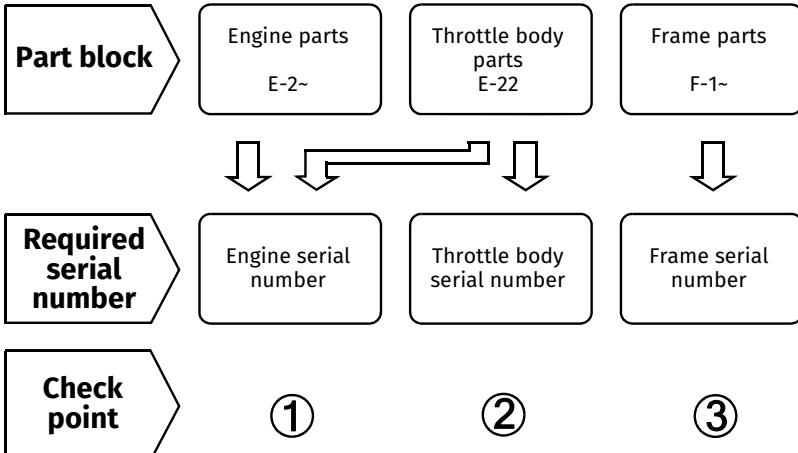 Part block
Engine parts
E-2~
Throttle body
parts
E-22
Frame parts
F-1~
Required
serial
number
Engine serial
number
Throttle body
serial number
Frame serial
number
Check
point
①
②
③